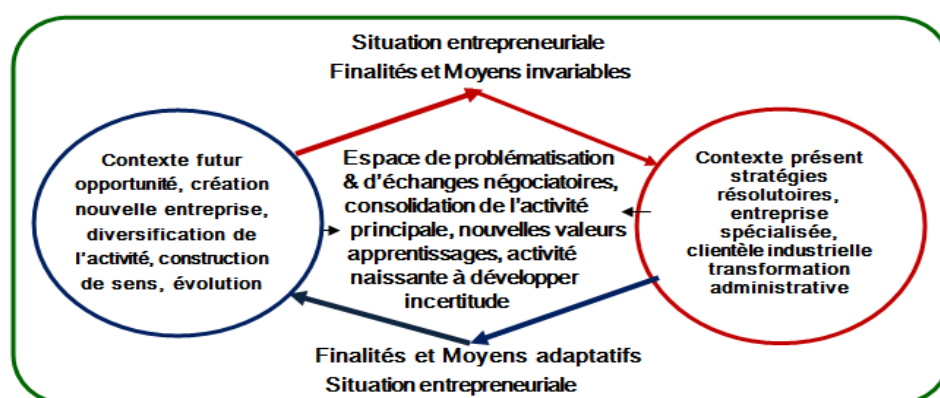 Situation entrepreneuriale
Finalités et Moyens invariables
Contexte futur
opportunité, création
nouvelle entreprise,
diversification de
l'activité, construction
de sens, évolution
Espace de problématisation
& d'échanges négociatoires,
consolidation de l'activité
principale, nouvelles valeurs
apprentissages, activité
naissante à développer
incertitude
Contexte présent
stratégies
résolutoires,
entreprise
spécialisée,
clientèle industrielle
transformation
administrative
Finalités et Moyens adaptatifs
Situation entrepreneuriale